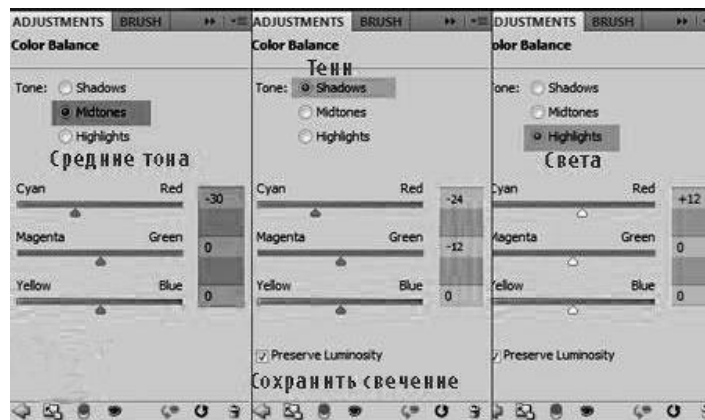 ADJUSTMENTS BRUSH
Color Balance
Tone: Shadows
Midtones
Highlights
Средние тона
Cyan Red -30
Magenta Green 0
Yellow Blue 0
ADJUSTMENTS BRUSH
Color Balance
Тени
Tone: Shadows
Midtones
Highlights
Cyan Red -24
Magenta Green -12
Yellow Blue 0
Preserve Luminosity
Сохранить свечение
DJUSTMENTS BRUSH
olor Balance
one: Shadows
Midtones
Highlights
Света
Cyan Red +12
Magenta Green 0
Yellow Blue 0
Preserve Luminosity